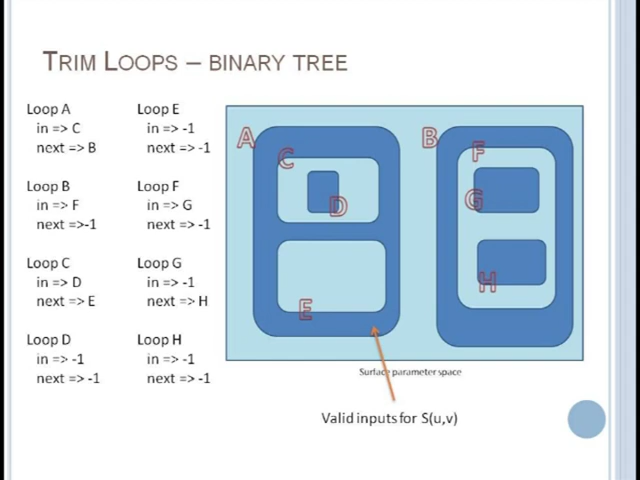 TRIM LOOPS – BINARY TREE
Loop A
in => C
next => B
Loop B
in => F
next =>-1
Loop C
in => D
next => E
Loop D
in => -1
next => -1
Loop E
in => -1
next => -1
Loop F
in => G
next => -1
Loop G
in => -1
next => H
Loop H
in => -1
next => -1
A
B
C
F
D
G
H
E
Surface parameter space
Valid inputs for S(u,v)